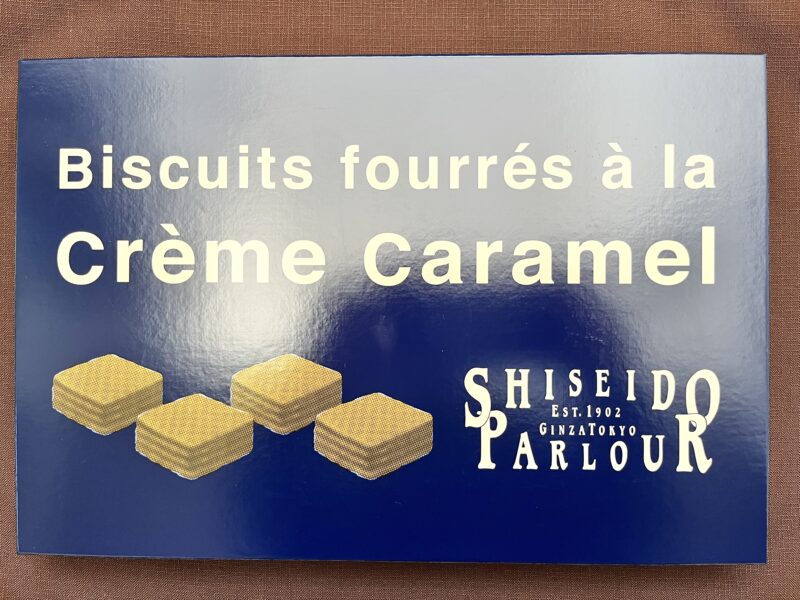 Biscuits fourrés à la
Crème Caramel
SHISEIDO
EST. 1902
GINZA TOKYO
PARLOUR